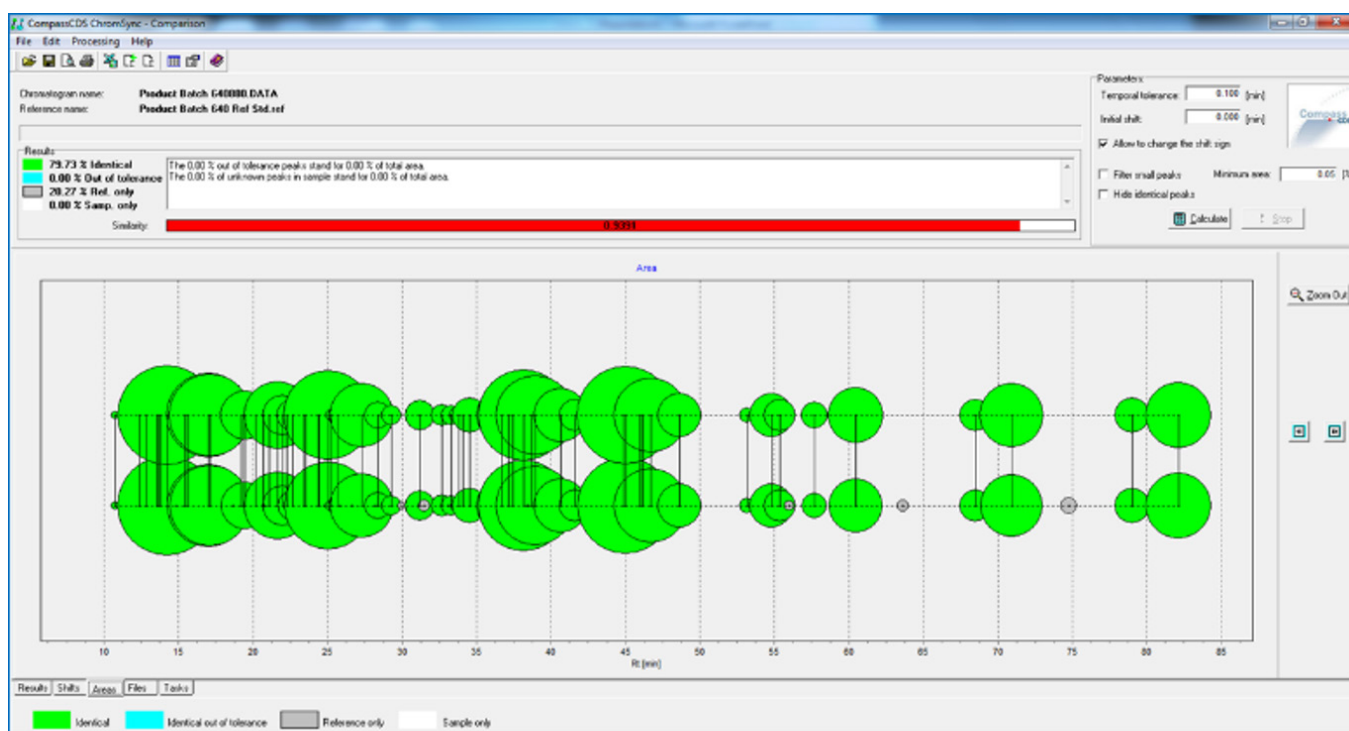 CompassCDS ChromSync - Comparison
File Edit Processing Help
Chromatogram name: Product Batch 640000.DATA
Reference name: Product Batch 640 Ref Std.ref
Parameters
Temporal tolerance: 0.100 [min]
Initial shift: 0.000 [min]
Allow to change the shift sign
Filter small peaks Minimum area: 0.05
Hide identical peaks
Calculate Stop
Compass
Results
79.73 % Identical
0.00 % Out of tolerance
20.27 % Ref. only
0.00 % Samp. only
The 0.00 % out of tolerance peaks stand for 0.00 % of total area.
The 0.00 % of unknown peaks in sample stand for 0.00 % of total area.
Similarity:
Area
Zoom Out
10 15 20 25 30 35 40 45 50 55 60 65 70 75 80 85
Rt [min]
Results Shifts Areas Files Tasks
Identical Identical out of tolerance Reference only Sample only